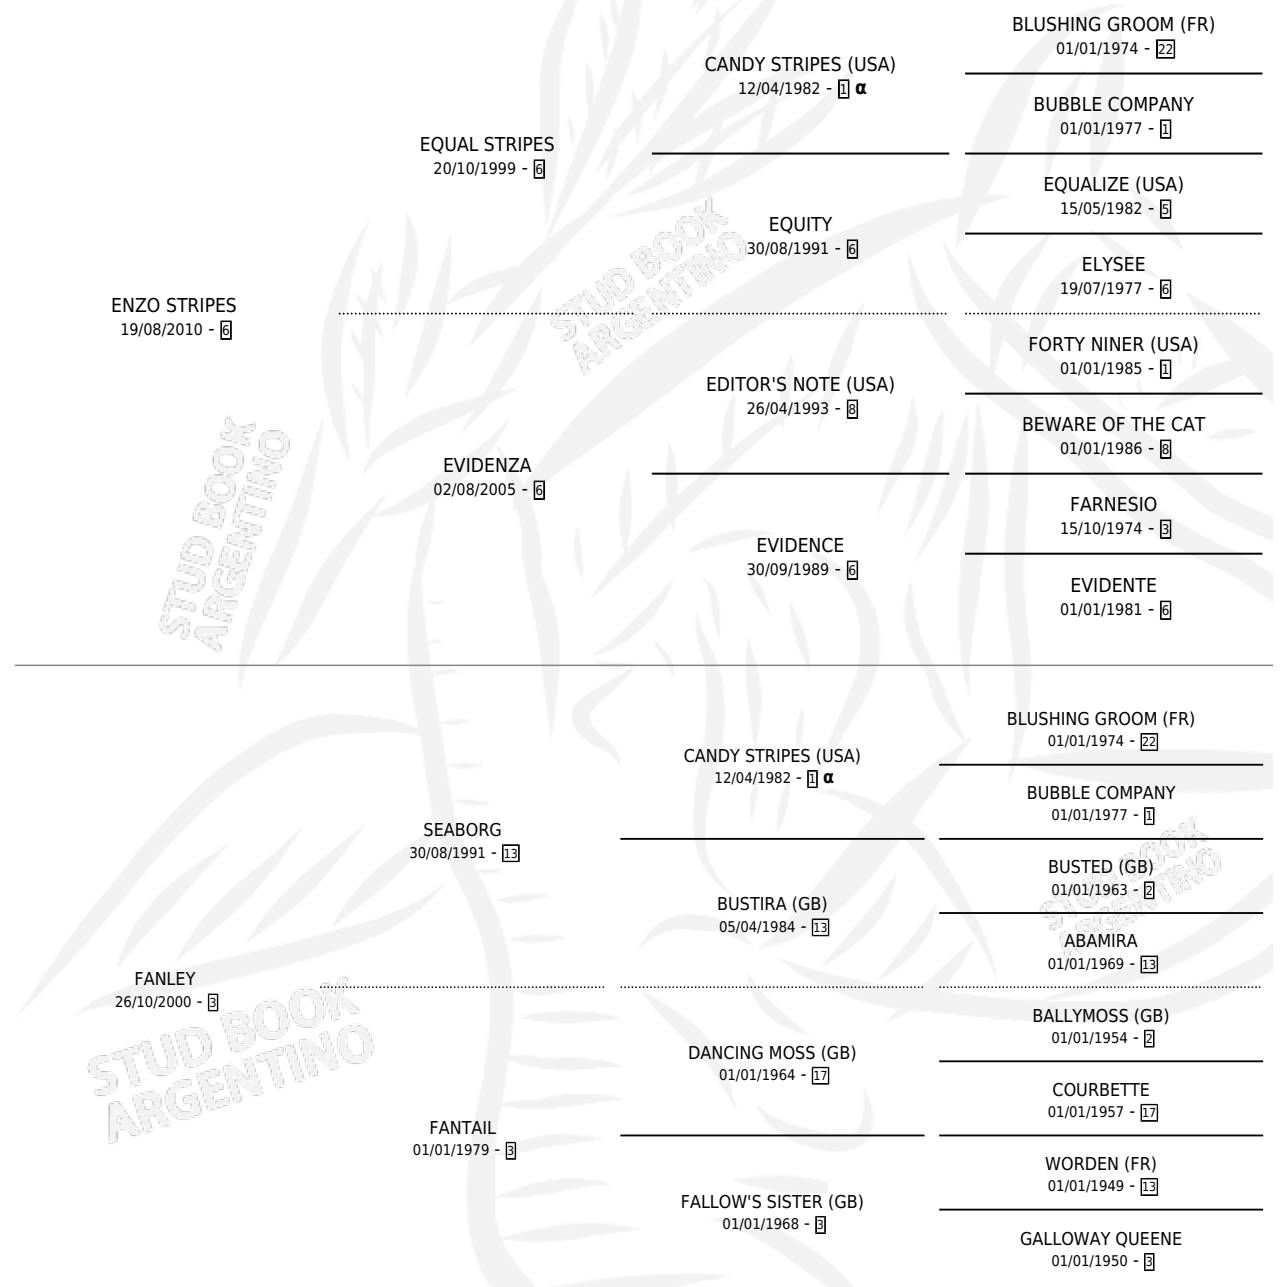 BLUSHING GROOM (FR)
01/01/1974 - 22
CANDY STRIPES (USA)
12/04/1982 - 1 α
BUBBLE COMPANY
01/01/1977 - 1
EQUAL STRIPES
20/10/1999 - 6
EQUALIZE (USA)
15/05/1982 - 5
EQUITY
30/08/1991 - 6
ELYSEE
19/07/1977 - 6
ENZO STRIPES
19/08/2010 - 6
FORTY NINER (USA)
01/01/1985 - 1
EDITOR'S NOTE (USA)
26/04/1993 - 8
BEWARE OF THE CAT
01/01/1986 - 8
EVIDENZA
02/08/2005 - 6
FARNESIO
15/10/1974 - 3
EVIDENCE
30/09/1989 - 6
EVIDENTE
01/01/1981 - 6
STUD BOOK
ARGENTINO
STUD BOOK
ARGENTINO
BLUSHING GROOM (FR)
01/01/1974 - 22
CANDY STRIPES (USA)
12/04/1982 - 1 α
BUBBLE COMPANY
01/01/1977 - 1
SEABORG
30/08/1991 - 13
BUSTED (GB)
01/01/1963 - 2
BUSTIRA (GB)
05/04/1984 - 13
ABAMIRA
01/01/1969 - 13
FANLEY
26/10/2000 - 3
BALLYMOSS (GB)
01/01/1954 - 2
DANCING MOSS (GB)
01/01/1964 - 17
COURBETTE
01/01/1957 - 17
FANTAIL
01/01/1979 - 3
WORDEN (FR)
01/01/1949 - 13
FALLOW'S SISTER (GB)
01/01/1968 - 3
GALLOWAY QUEENE
01/01/1950 - 3
STUD BOOK
ARGENTINO
STUD BOOK
ARGENTINO